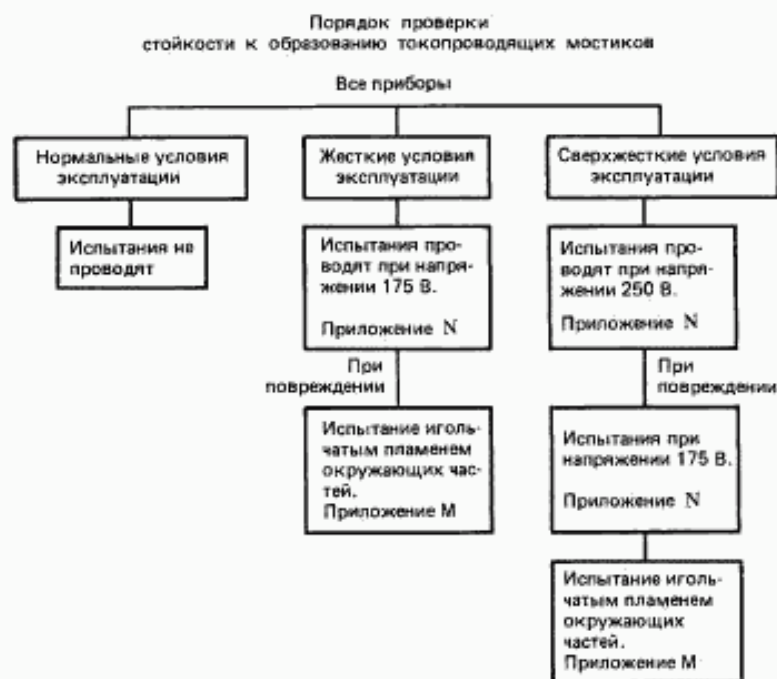 Порядок проверки
стойкости к образованию токопроводящих мостиков
Все приборы
Нормальные условия
эксплуатации
Испытания не
проводят
Жесткие условия
эксплуатации
Испытания про-
водят при напря-
жении 175 В.
Приложение N
При
повреждении
Испытание иголь-
чатым пламенем
окружающих час-
тей.
Приложение М
Сверхжесткие условия
эксплуатации
Испытания про-
водят при напря-
жении 250 В.
Приложение N
При
повреждении
Испытания при
напряжении 175 В.
Приложение N
Испытание иголь-
чатым пламенем
окружающих
частей.
Приложение М